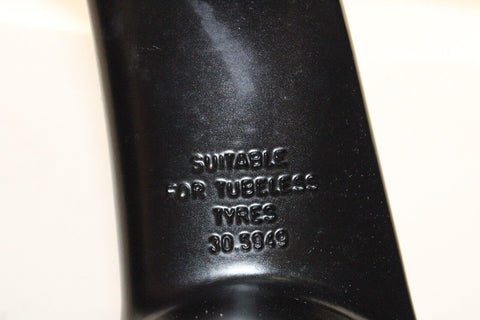 SUITABLE
FOR TUBELESS
TYRES
30.5049